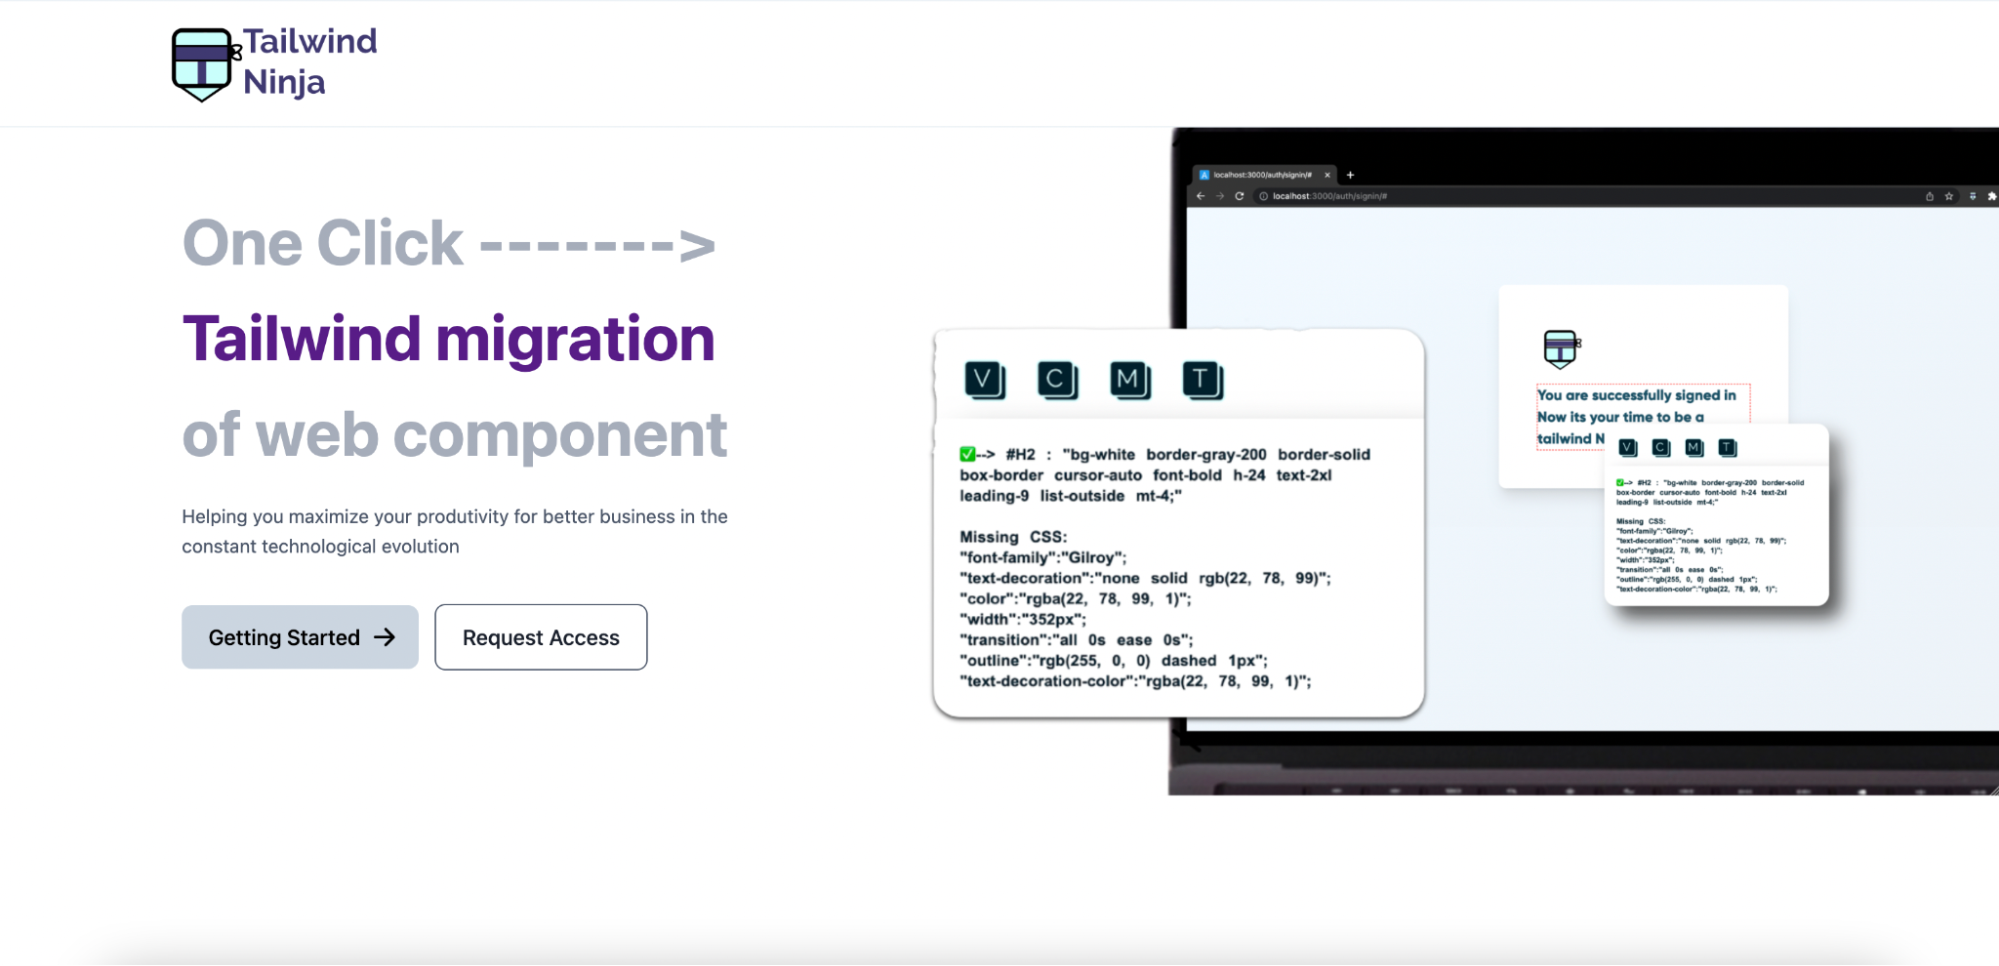 Tailwind
Ninja
One Click ------->
Tailwind migration
of web component
Helping you maximize your produtivity for better business in the
constant technological evolution
Getting Started →
Request Access
V C M T
✅--> #H2 : "bg-white border-gray-200 border-solid
box-border cursor-auto font-bold h-24 text-2xl
leading-9 list-outside mt-4;"
Missing CSS:
"font-family":"Gilroy";
"text-decoration":"none solid rgb(22, 78, 99)";
"color":"rgba(22, 78, 99, 1)";
"width":"352px";
"transition":"all 0s ease 0s";
"outline":"rgb(255, 0, 0) dashed 1px";
"text-decoration-color":"rgba(22, 78, 99, 1)";
localhost:3000/auth/signin/#
localhost:3000/auth/signin/#
You are successfully signed in
Now its your time to be a
tailwind N
V C M T
✅--> #H2 : "bg-white border-gray-200 border-solid
box-border cursor-auto font-bold h-24 text-2xl
leading-9 list-outside mt-4;"
Missing CSS:
"font-family":"Gilroy";
"text-decoration":"none solid rgb(22, 78, 99)";
"color":"rgba(22, 78, 99, 1)";
"width":"352px";
"transition":"all 0s ease 0s";
"outline":"rgb(255, 0, 0) dashed 1px";
"text-decoration-color":"rgba(22, 78, 99, 1)";